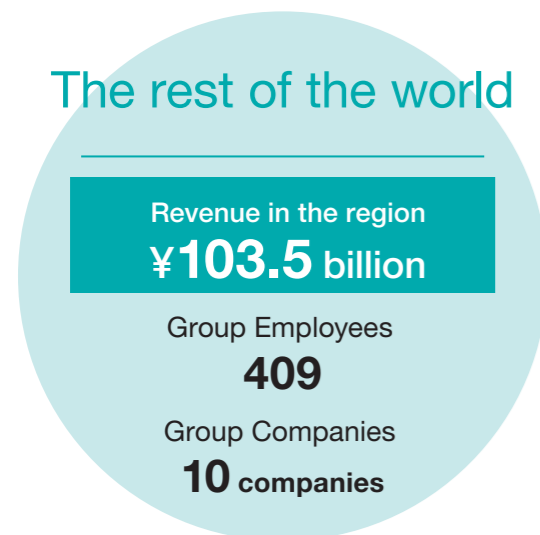 The rest of the world
Revenue in the region
¥103.5 billion
Group Employees
409
Group Companies
10 companies